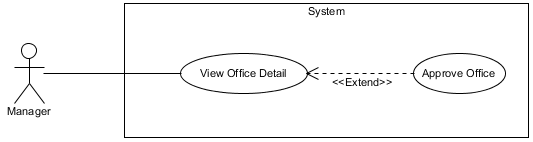 System
View Office Detail
Approve Office
<<Extend>>
Manager